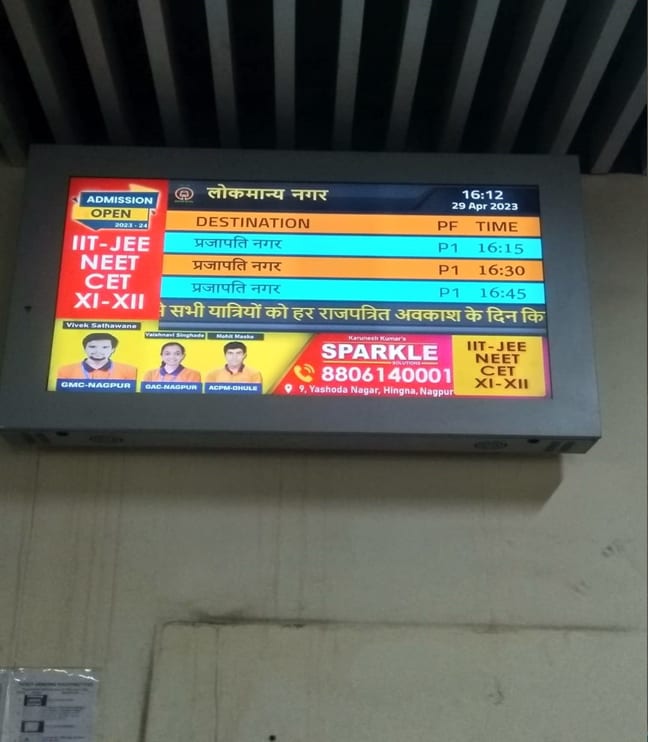 लोकमान्य नगर
16:12
29 Apr 2023
DESTINATION PF TIME
प्रजापति नगर P1 16:15
प्रजापति नगर P1 16:30
प्रजापति नगर P1 16:45
सभी यात्रियों को हर राजपत्रित अवकाश के दिन कि
ADMISSION
OPEN
2023 - 24
IIT-JEE
NEET
CET
XI-XII
Vivek Sathawane
GMC-NAGPUR
Vaishnavi Singhade
GAC-NAGPUR
Mohit Maske
ACPM-DHULE
Karunesh Kumar's
SPARKLE
SOLUTIONS
8806140001
9, Yashoda Nagar, Hingna, Nagpur
IIT-JEE
NEET
CET
XI-XII